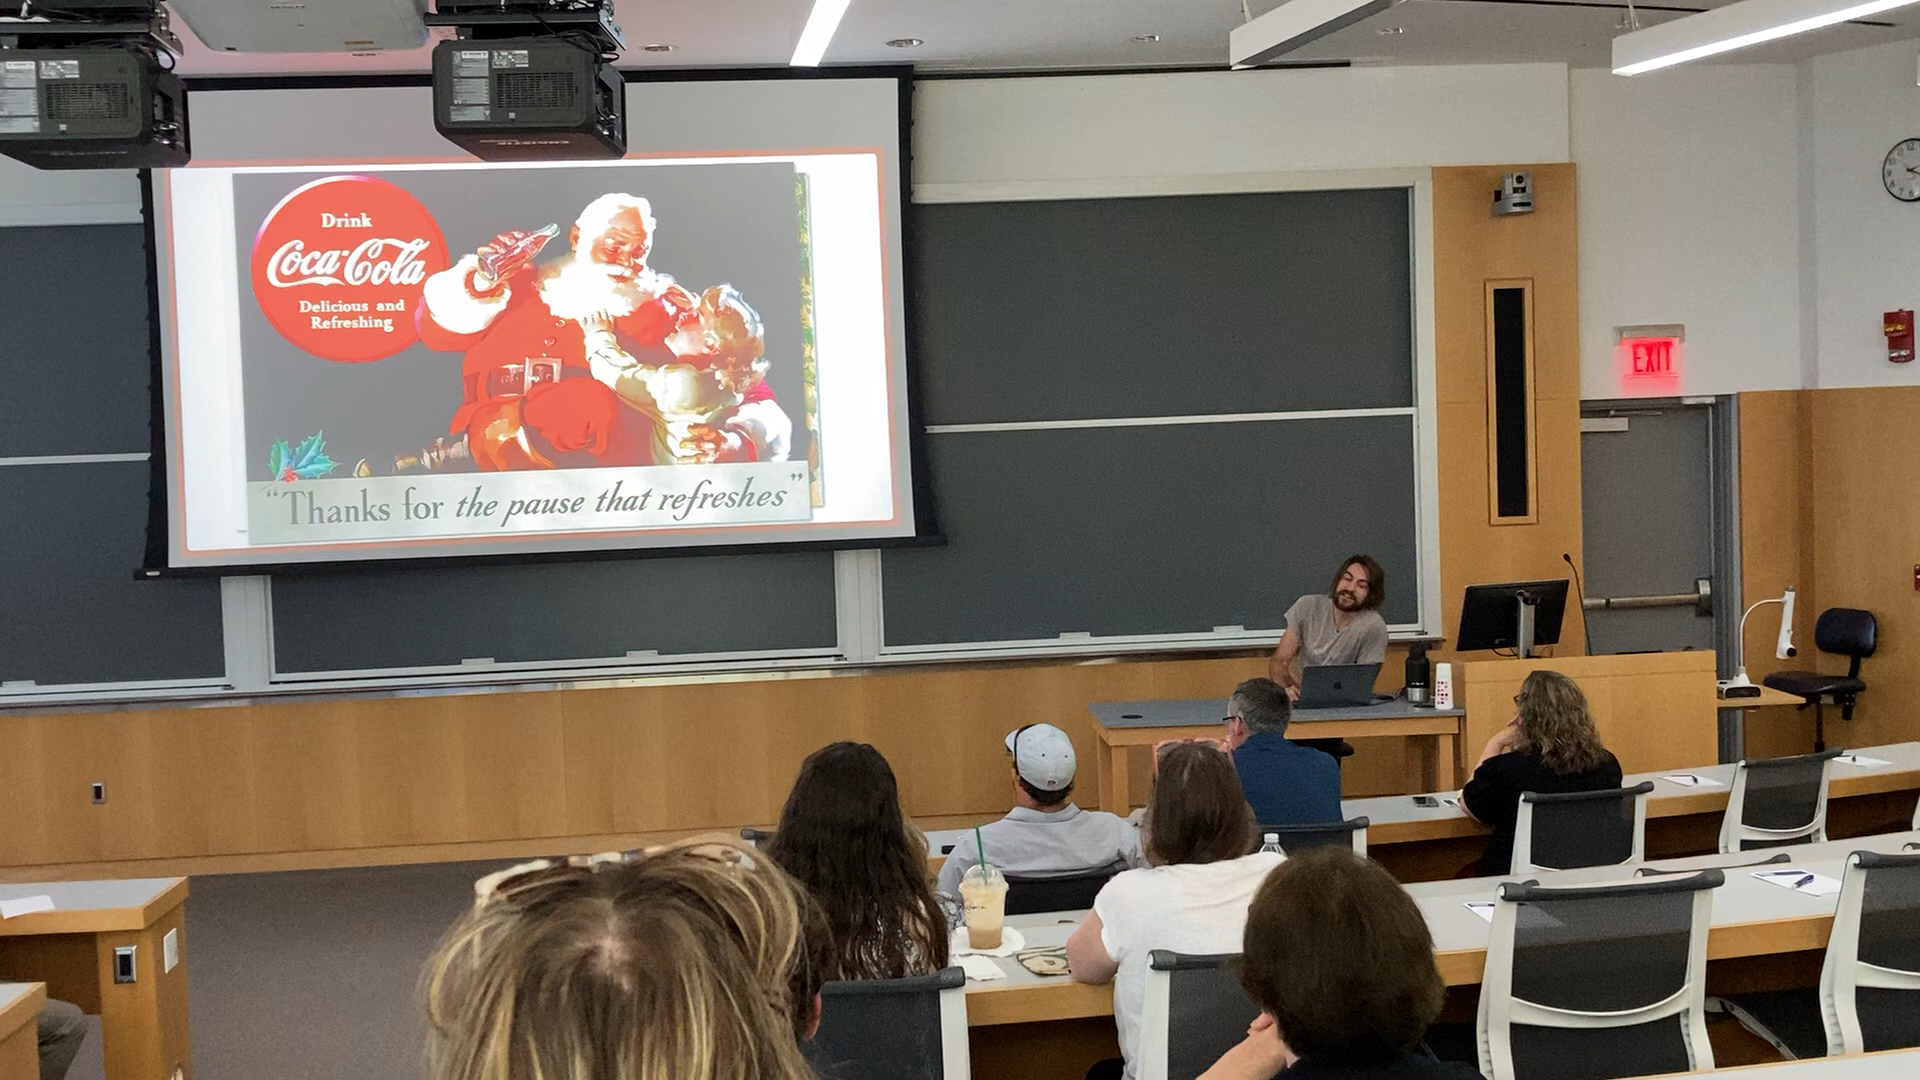 Drink
Coca-Cola
Delicious and
Refreshing
"Thanks for the pause that refreshes"
EXIT